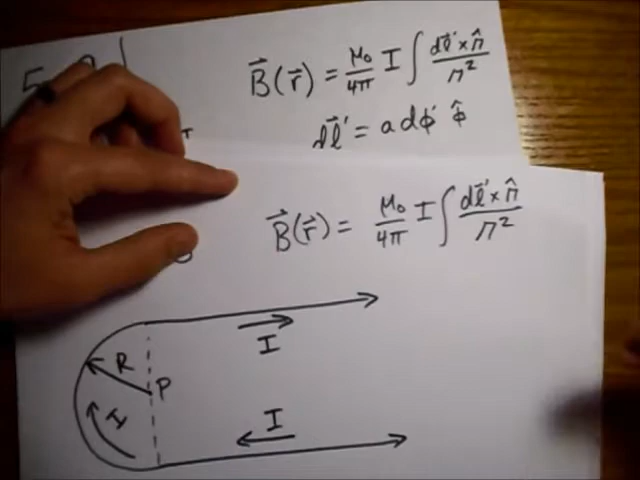 B⃗(r⃗) = μ₀/4π I ∫ dl⃗' × r̂ / r²
dl⃗' = a dϕ' ϕ̂
B⃗(r⃗) = μ₀/4π I ∫ dl⃗' × r̂ / r²
I
R
P
I
I